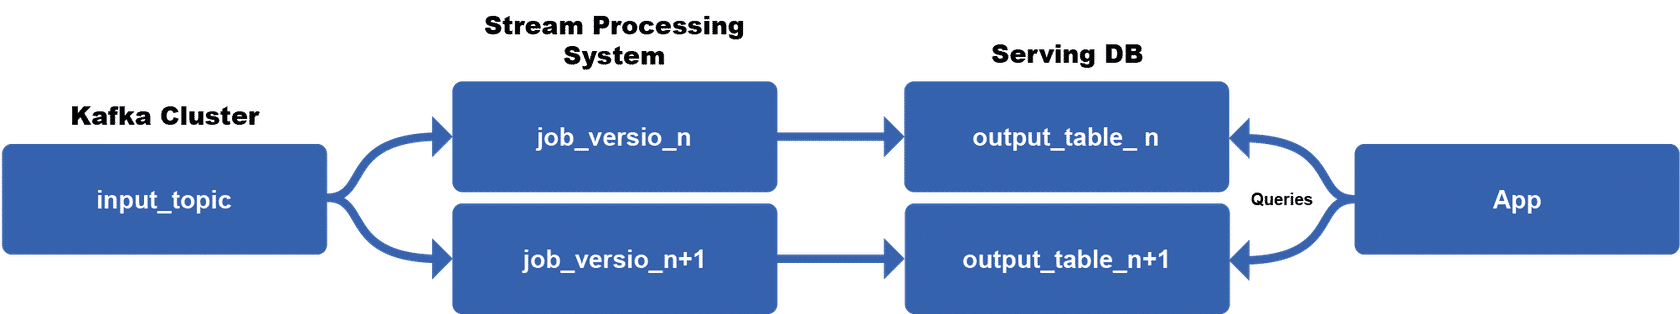 Stream Processing
System
Serving DB
Kafka Cluster
job_versio_n
output_table_ n
input_topic
Queries
App
job_versio_n+1
output_table_n+1